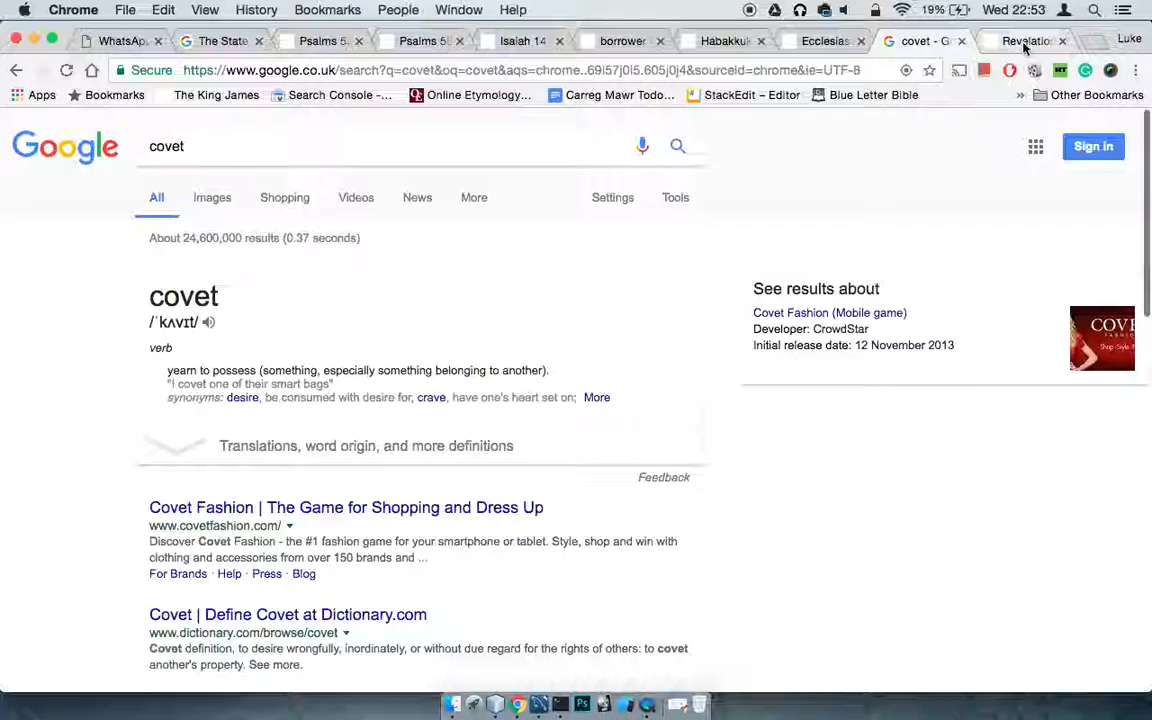 Chrome File Edit View History Bookmarks People Window Help 19% Wed 22:53
WhatsApp The State Psalms 5 Psalms 5 Isaiah 14 borrower Habakkuk Ecclesias covet - G Revelatio Luke
Secure https://www.google.co.uk/search?q=covet&oq=covet&aqs=chrome..69i57j0l5.605j0j4&sourceid=chrome&ie=UTF-8
Apps Bookmarks The King James Search Console -... Online Etymology... Carreg Mawr Todo... StackEdit – Editor Blue Letter Bible » Other Bookmarks
Google covet Sign in
All Images Shopping Videos News More Settings Tools
About 24,600,000 results (0.37 seconds)
covet
/ˈkʌvɪt/
verb
yearn to possess (something, especially something belonging to another).
"I covet one of their smart bags"
synonyms: desire, be consumed with desire for, crave, have one's heart set on; More
Translations, word origin, and more definitions
Feedback
See results about
Covet Fashion (Mobile game)
Developer: CrowdStar
Initial release date: 12 November 2013
COVE
Covet Fashion | The Game for Shopping and Dress Up
www.covetfashion.com/
Discover Covet Fashion - the #1 fashion game for your smartphone or tablet. Style, shop and win with
clothing and accessories from over 150 brands and ...
For Brands · Help · Press · Blog
Covet | Define Covet at Dictionary.com
www.dictionary.com/browse/covet
Covet definition, to desire wrongfully, inordinately, or without due regard for the rights of others: to covet
another's property. See more.